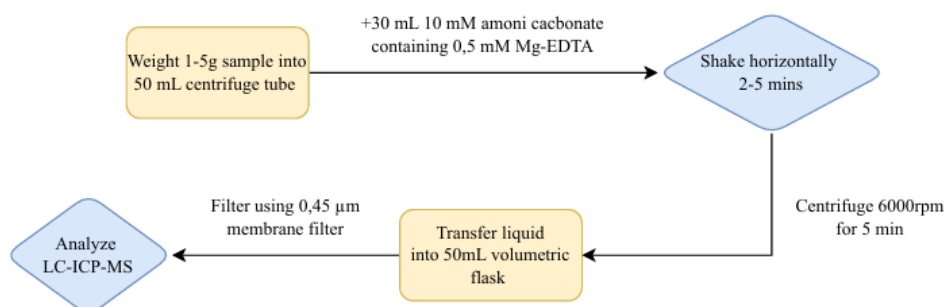 +30 mL 10 mM amoni cacbonate
containing 0,5 mM Mg-EDTA
Weight 1-5g sample into
50 mL centrifuge tube
Shake horizontally
2-5 mins
Centrifuge 6000rpm
for 5 min
Transfer liquid
into 50mL volumetric
flask
Filter using 0,45 µm
membrane filter
Analyze
LC-ICP-MS